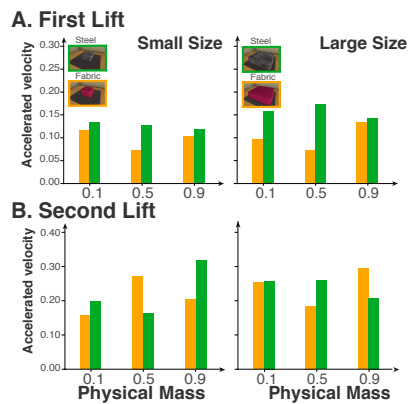 A. First Lift
Steel
Fabric
Small Size
Steel
Fabric
Large Size
Accelerated velocity
0.30
0.25
0.20
0.15
0.10
0.05
0.00
0.1 0.5 0.9
0.1 0.5 0.9
B. Second Lift
Accelerated velocity
0.40
0.30
0.20
0.10
0.00
0.1 0.5 0.9
0.1 0.5 0.9
Physical Mass
Physical Mass